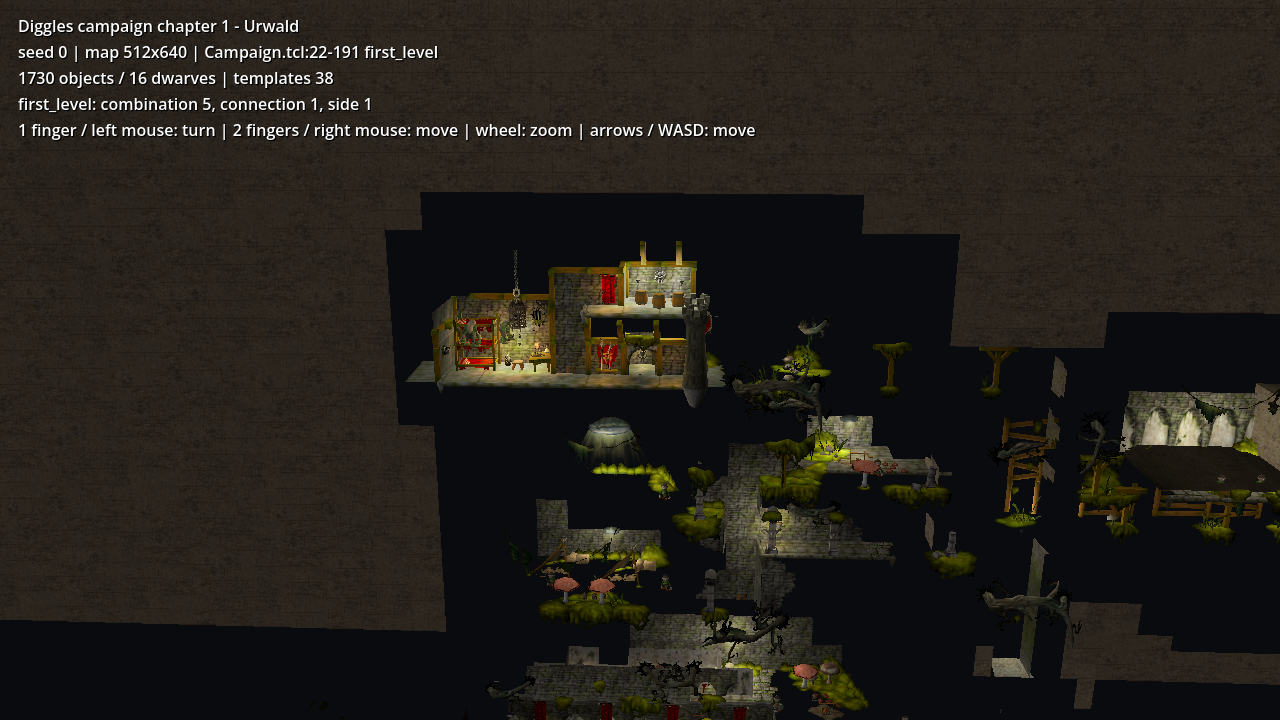 Diggles campaign chapter 1 - Urwald
seed 0 | map 512x640 | Campaign.tcl:22-191 first_level
1730 objects / 16 dwarves | templates 38
first_level: combination 5, connection 1, side 1
1 finger / left mouse: turn | 2 fingers / right mouse: move | wheel: zoom | arrows / WASD: move